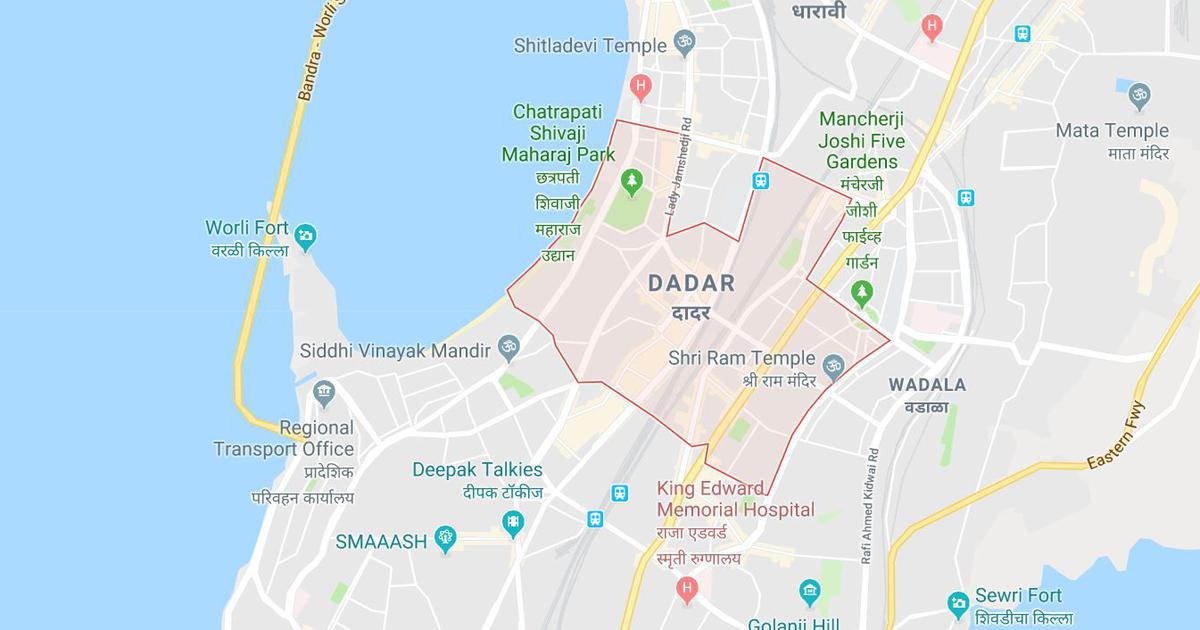 धारावी
Bandra - Worli S
Shitladevi Temple
Chatrapati
Shivaji
Maharaj Park
छत्रपती
शिवाजी
महाराज
उद्यान
Lady Jamshedji Rd
Mancherji
Joshi Five
Gardens
मंचेरजी
जोशी
फाईव्ह
गार्डन
Mata Temple
माता मंदिर
Worli Fort
वरळी किल्ला
DADAR
दादर
Siddhi Vinayak Mandir
Shri Ram Temple
श्री राम मंदिर
WADALA
वडाळा
Regional
Transport Office
प्रादेशिक
परिवहन कार्यालय
Eastern Fwy
Deepak Talkies
दीपक टॉकीज
King Edward
Memorial Hospital
राजा एडवर्ड
स्मृती रुग्णालय
Rafi Ahmed Kidwai Rd
SMAAASH
Sewri Fort
शिवडीचा किल्ला
Golanji Hill
H
H
H